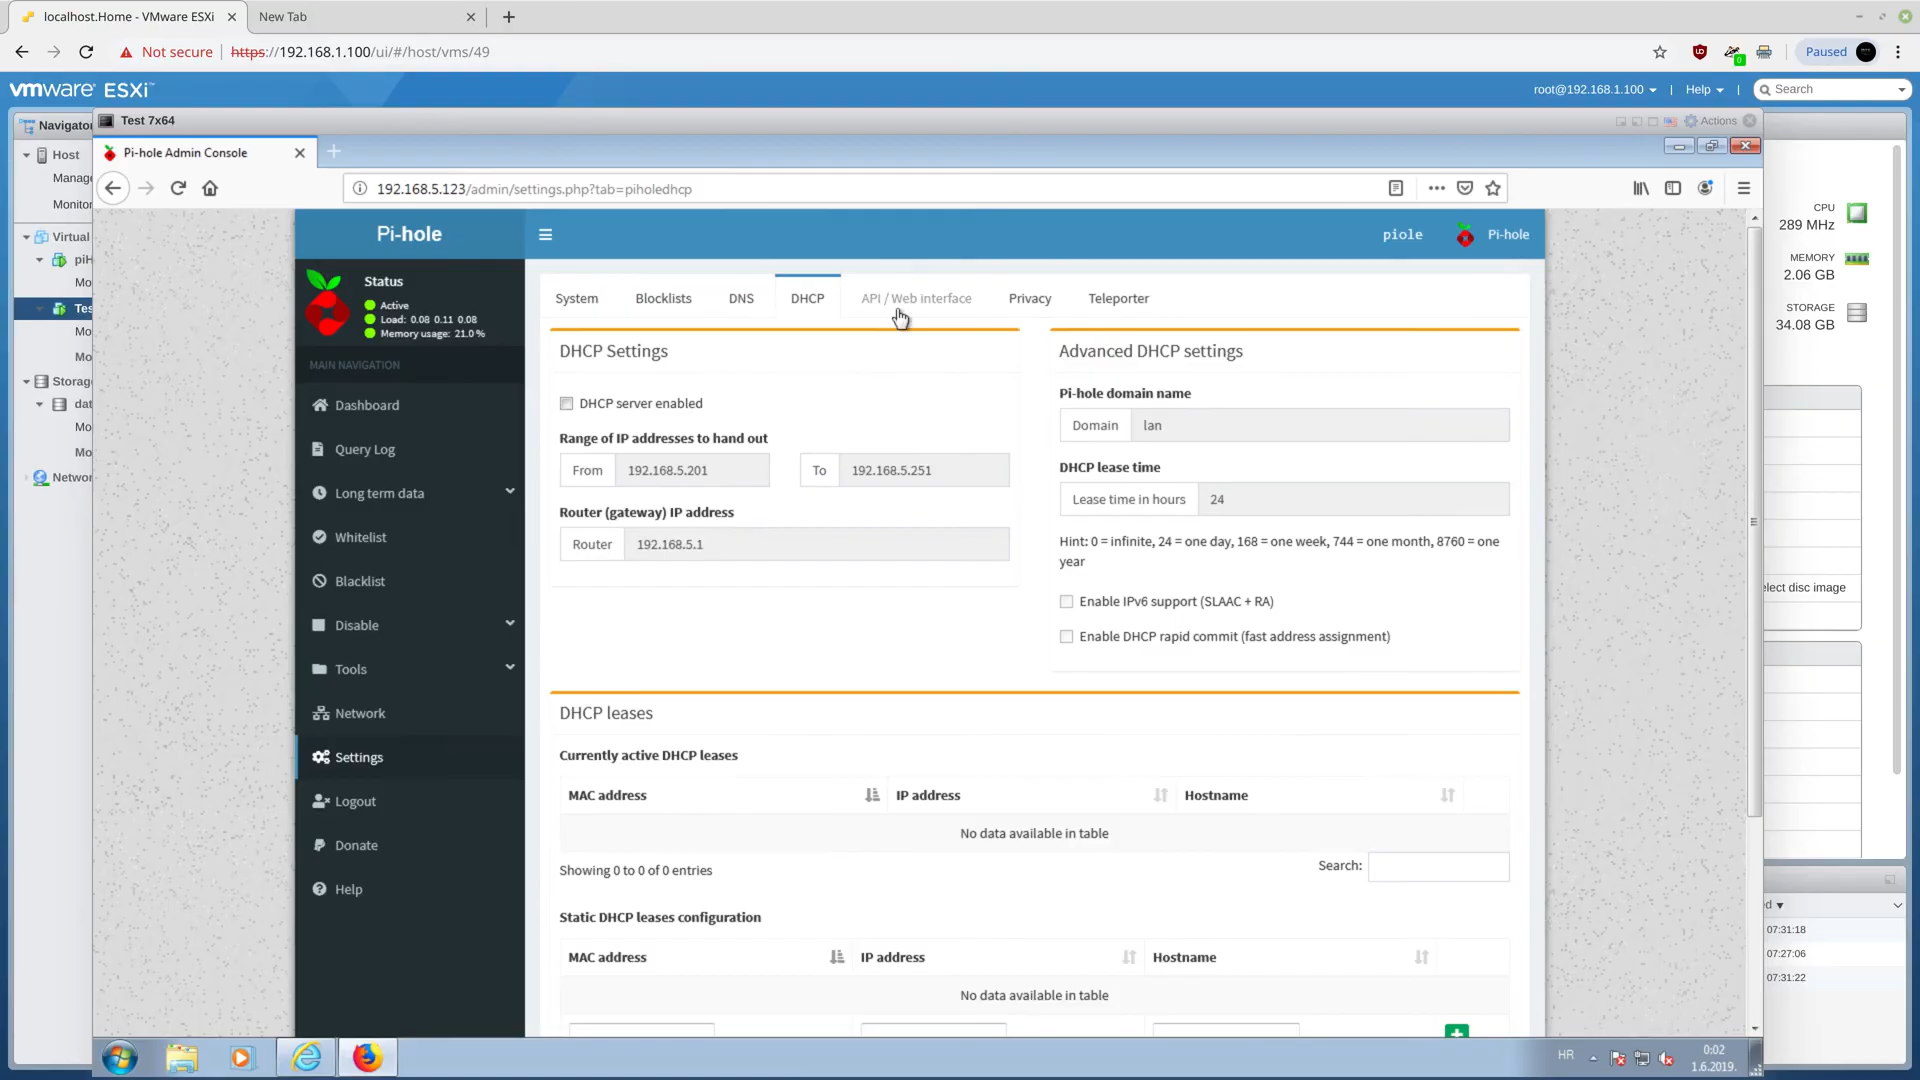 localhost.Home - VMware ESXi
New Tab
Not secure
https://192.168.1.100/ui/#/host/vms/49
0
Paused
vmware ESXi™
root@192.168.1.100
|
Help
|
Search
Navigator
Test 7x64
Actions
Pi-hole Admin Console
Host
Manage
Monitor
192.168.5.123/admin/settings.php?tab=piholedhcp
CPU
289 MHz
MEMORY
2.06 GB
STORAGE
34.08 GB
Virtual
piH
Mo
Tes
Mo
Mo
Storag
dat
Mo
Mo
Networ
Pi-hole
piole
Pi-hole
Status
Active
Load: 0.08 0.11 0.08
Memory usage: 21.0 %
MAIN NAVIGATION
Dashboard
Query Log
Long term data
Whitelist
Blacklist
Disable
Tools
Network
Settings
Logout
Donate
Help
System
Blocklists
DNS
DHCP
API / Web interface
Privacy
Teleporter
DHCP Settings
DHCP server enabled
Range of IP addresses to hand out
From 192.168.5.201
To 192.168.5.251
Router (gateway) IP address
Router 192.168.5.1
Advanced DHCP settings
Pi-hole domain name
Domain lan
DHCP lease time
Lease time in hours 24
Hint: 0 = infinite, 24 = one day, 168 = one week, 744 = one month, 8760 = one
year
Enable IPv6 support (SLAAC + RA)
Enable DHCP rapid commit (fast address assignment)
DHCP leases
Currently active DHCP leases
MAC address IP address Hostname
No data available in table
Showing 0 to 0 of 0 entries
Search:
Static DHCP leases configuration
MAC address IP address Hostname
No data available in table
elect disc image
d
07:31:18
07:27:06
07:31:22
HR
0:02
1.6.2019.